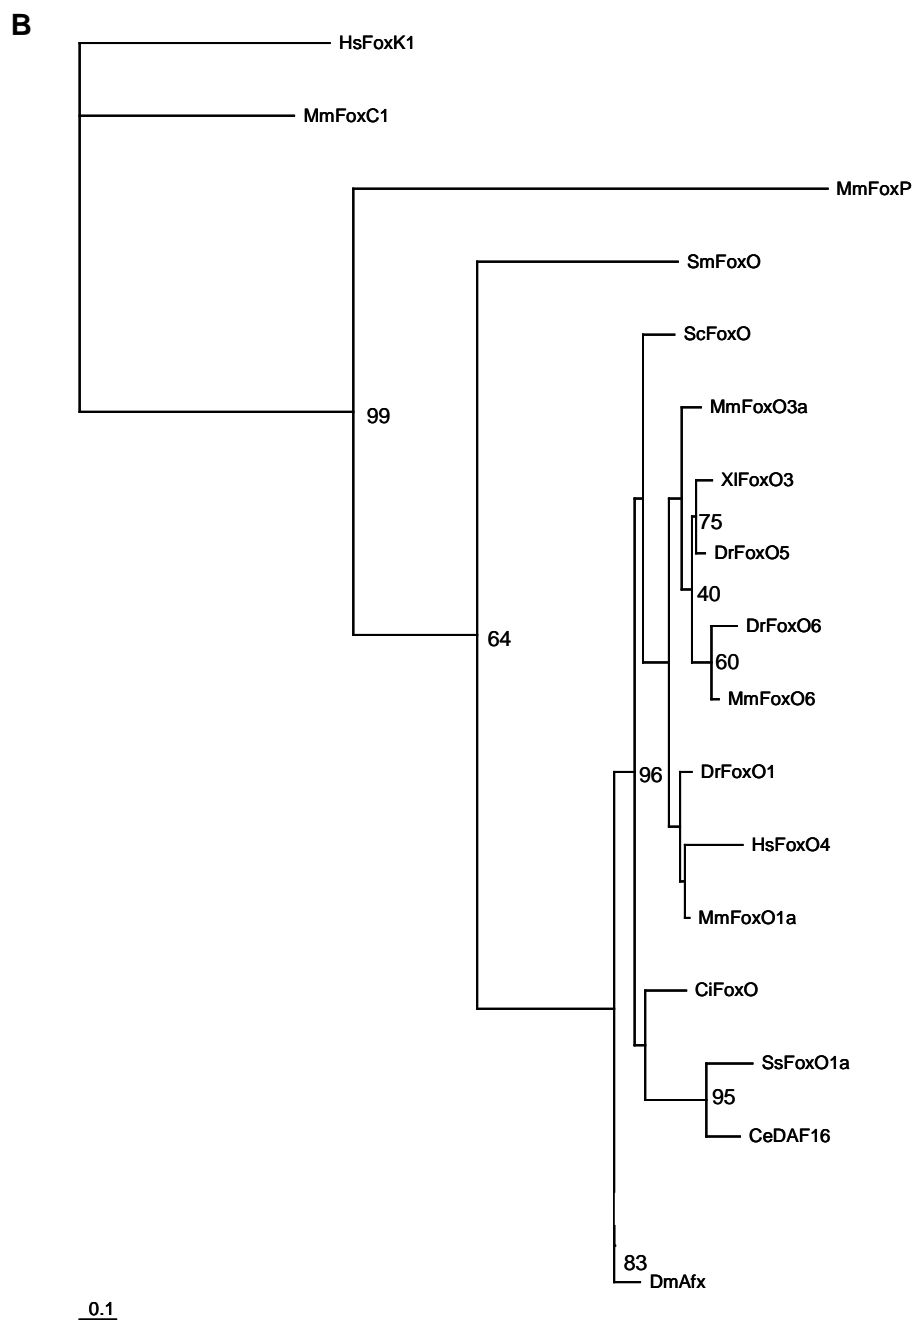 B
HsFoxK1
MmFoxC1
MmFoxP
SmFoxO
ScFoxO
MmFoxO3a
99
XlFoxO3
75
DrFoxO5
40
DrFoxO6
64
60
MmFoxO6
DrFoxO1
96
HsFoxO4
MmFoxO1a
CiFoxO
SsFoxO1a
95
CeDAF16
83
DmAfx
0.1